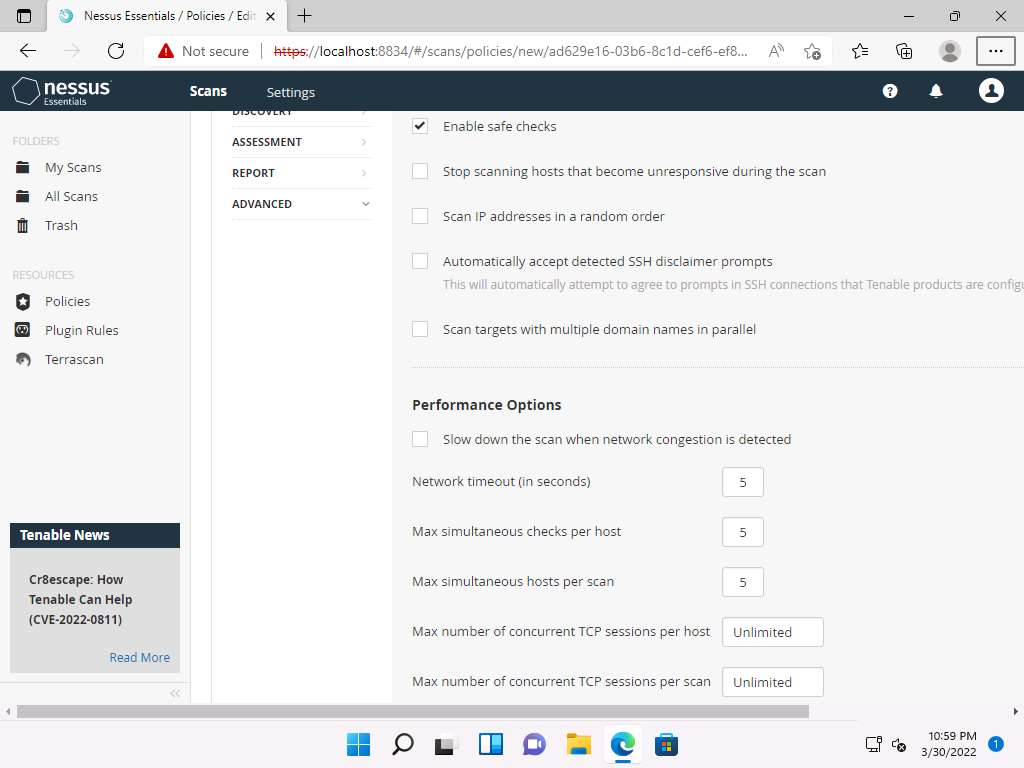 Nessus Essentials / Policies / Edit
Not secure
https://localhost:8834/#/scans/policies/new/ad629e16-03b6-8c1d-cef6-ef8...
nessus
Essentials
Scans
Settings
FOLDERS
My Scans
All Scans
Trash
RESOURCES
Policies
Plugin Rules
Terrascan
Tenable News
Cr8escape: How
Tenable Can Help
(CVE-2022-0811)
Read More
DISCOVERY
ASSESSMENT
REPORT
ADVANCED
Enable safe checks
Stop scanning hosts that become unresponsive during the scan
Scan IP addresses in a random order
Automatically accept detected SSH disclaimer prompts
This will automatically attempt to agree to prompts in SSH connections that Tenable products are configu
Scan targets with multiple domain names in parallel
Performance Options
Slow down the scan when network congestion is detected
Network timeout (in seconds) 5
Max simultaneous checks per host 5
Max simultaneous hosts per scan 5
Max number of concurrent TCP sessions per host Unlimited
Max number of concurrent TCP sessions per scan Unlimited
10:59 PM
3/30/2022
1